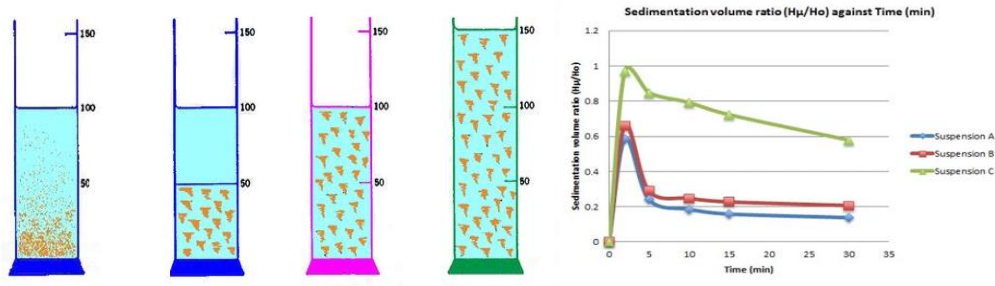 150
100
50
150
100
50
150
100
50
150
100
50
Sedimentation volume ratio (Hµ/Ho) against Time (min)
Sedimentation volume ratio (Hµ/Ho)
1.2
1
0.8
0.6
0.4
0.2
0
0 5 10 15 20 25 30 35
Time (min)
Suspension A
Suspension B
Suspension C